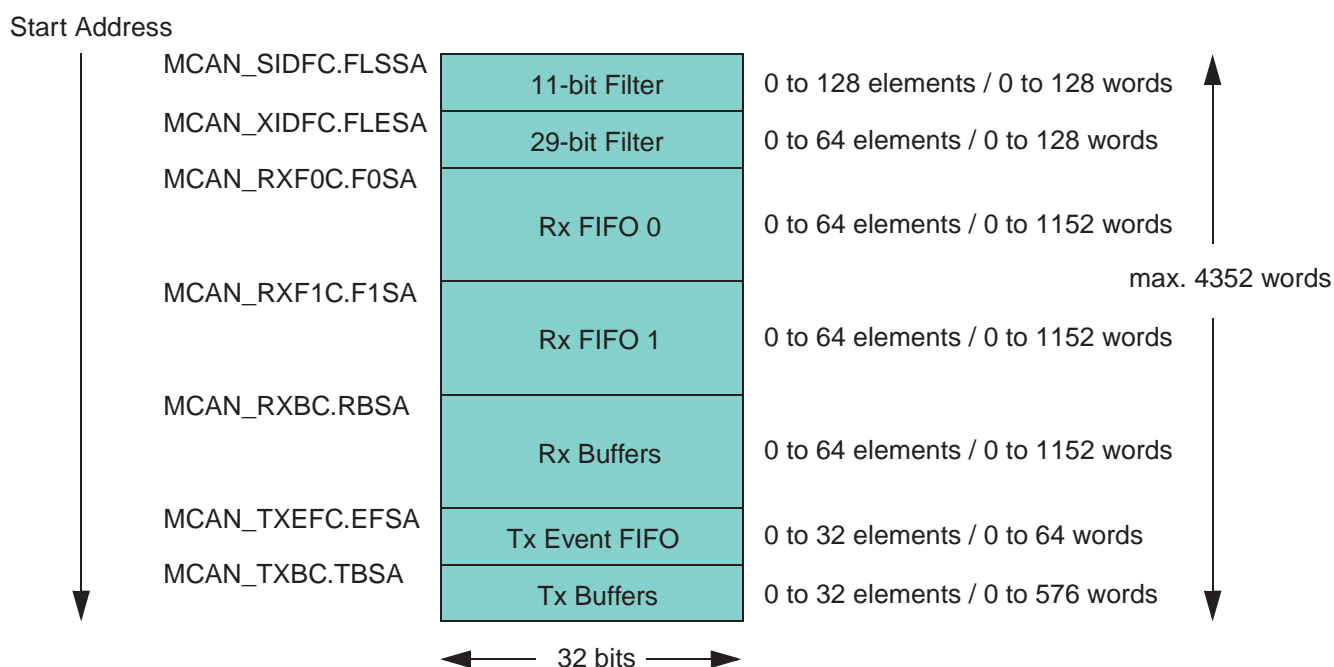 Start Address
MCAN_SIDFC.FLSSA
11-bit Filter
0 to 128 elements / 0 to 128 words
MCAN_XIDFC.FLESA
29-bit Filter
0 to 64 elements / 0 to 128 words
MCAN_RXF0C.F0SA
Rx FIFO 0
0 to 64 elements / 0 to 1152 words
max. 4352 words
MCAN_RXF1C.F1SA
Rx FIFO 1
0 to 64 elements / 0 to 1152 words
MCAN_RXBC.RBSA
Rx Buffers
0 to 64 elements / 0 to 1152 words
MCAN_TXEFC.EFSA
Tx Event FIFO
0 to 32 elements / 0 to 64 words
MCAN_TXBC.TBSA
Tx Buffers
0 to 32 elements / 0 to 576 words
32 bits